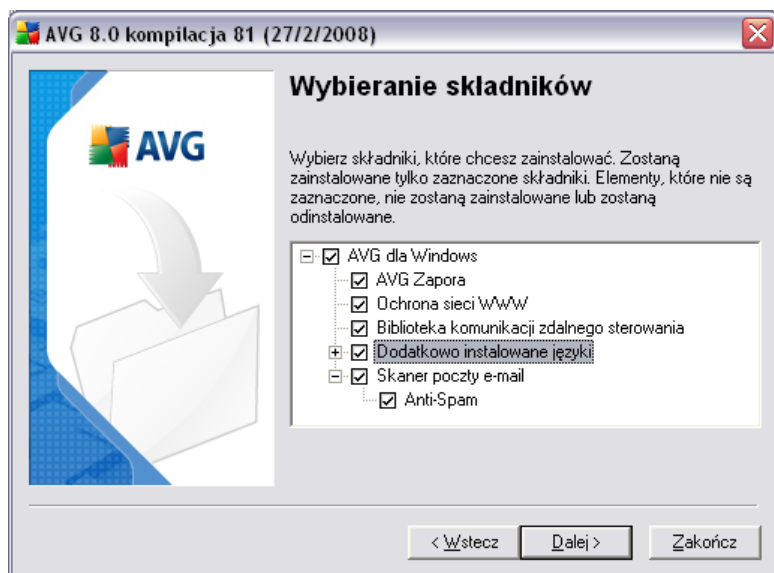 AVG 8.0 kompilacja 81 (27/2/2008)
AVG
Wybieranie składników
Wybierz składniki, które chcesz zainstalować. Zostaną
zainstalowane tylko zaznaczone składniki. Elementy, które nie są
zaznaczone, nie zostaną zainstalowane lub zostaną
odinstalowane.
AVG dla Windows
AVG Zapora
Ochrona sieci WWW
Biblioteka komunikacji zdalnego sterowania
Dodatkowo instalowane języki
Skaner poczty e-mail
Anti-Spam
< Wstecz
Dalej >
Zakończ